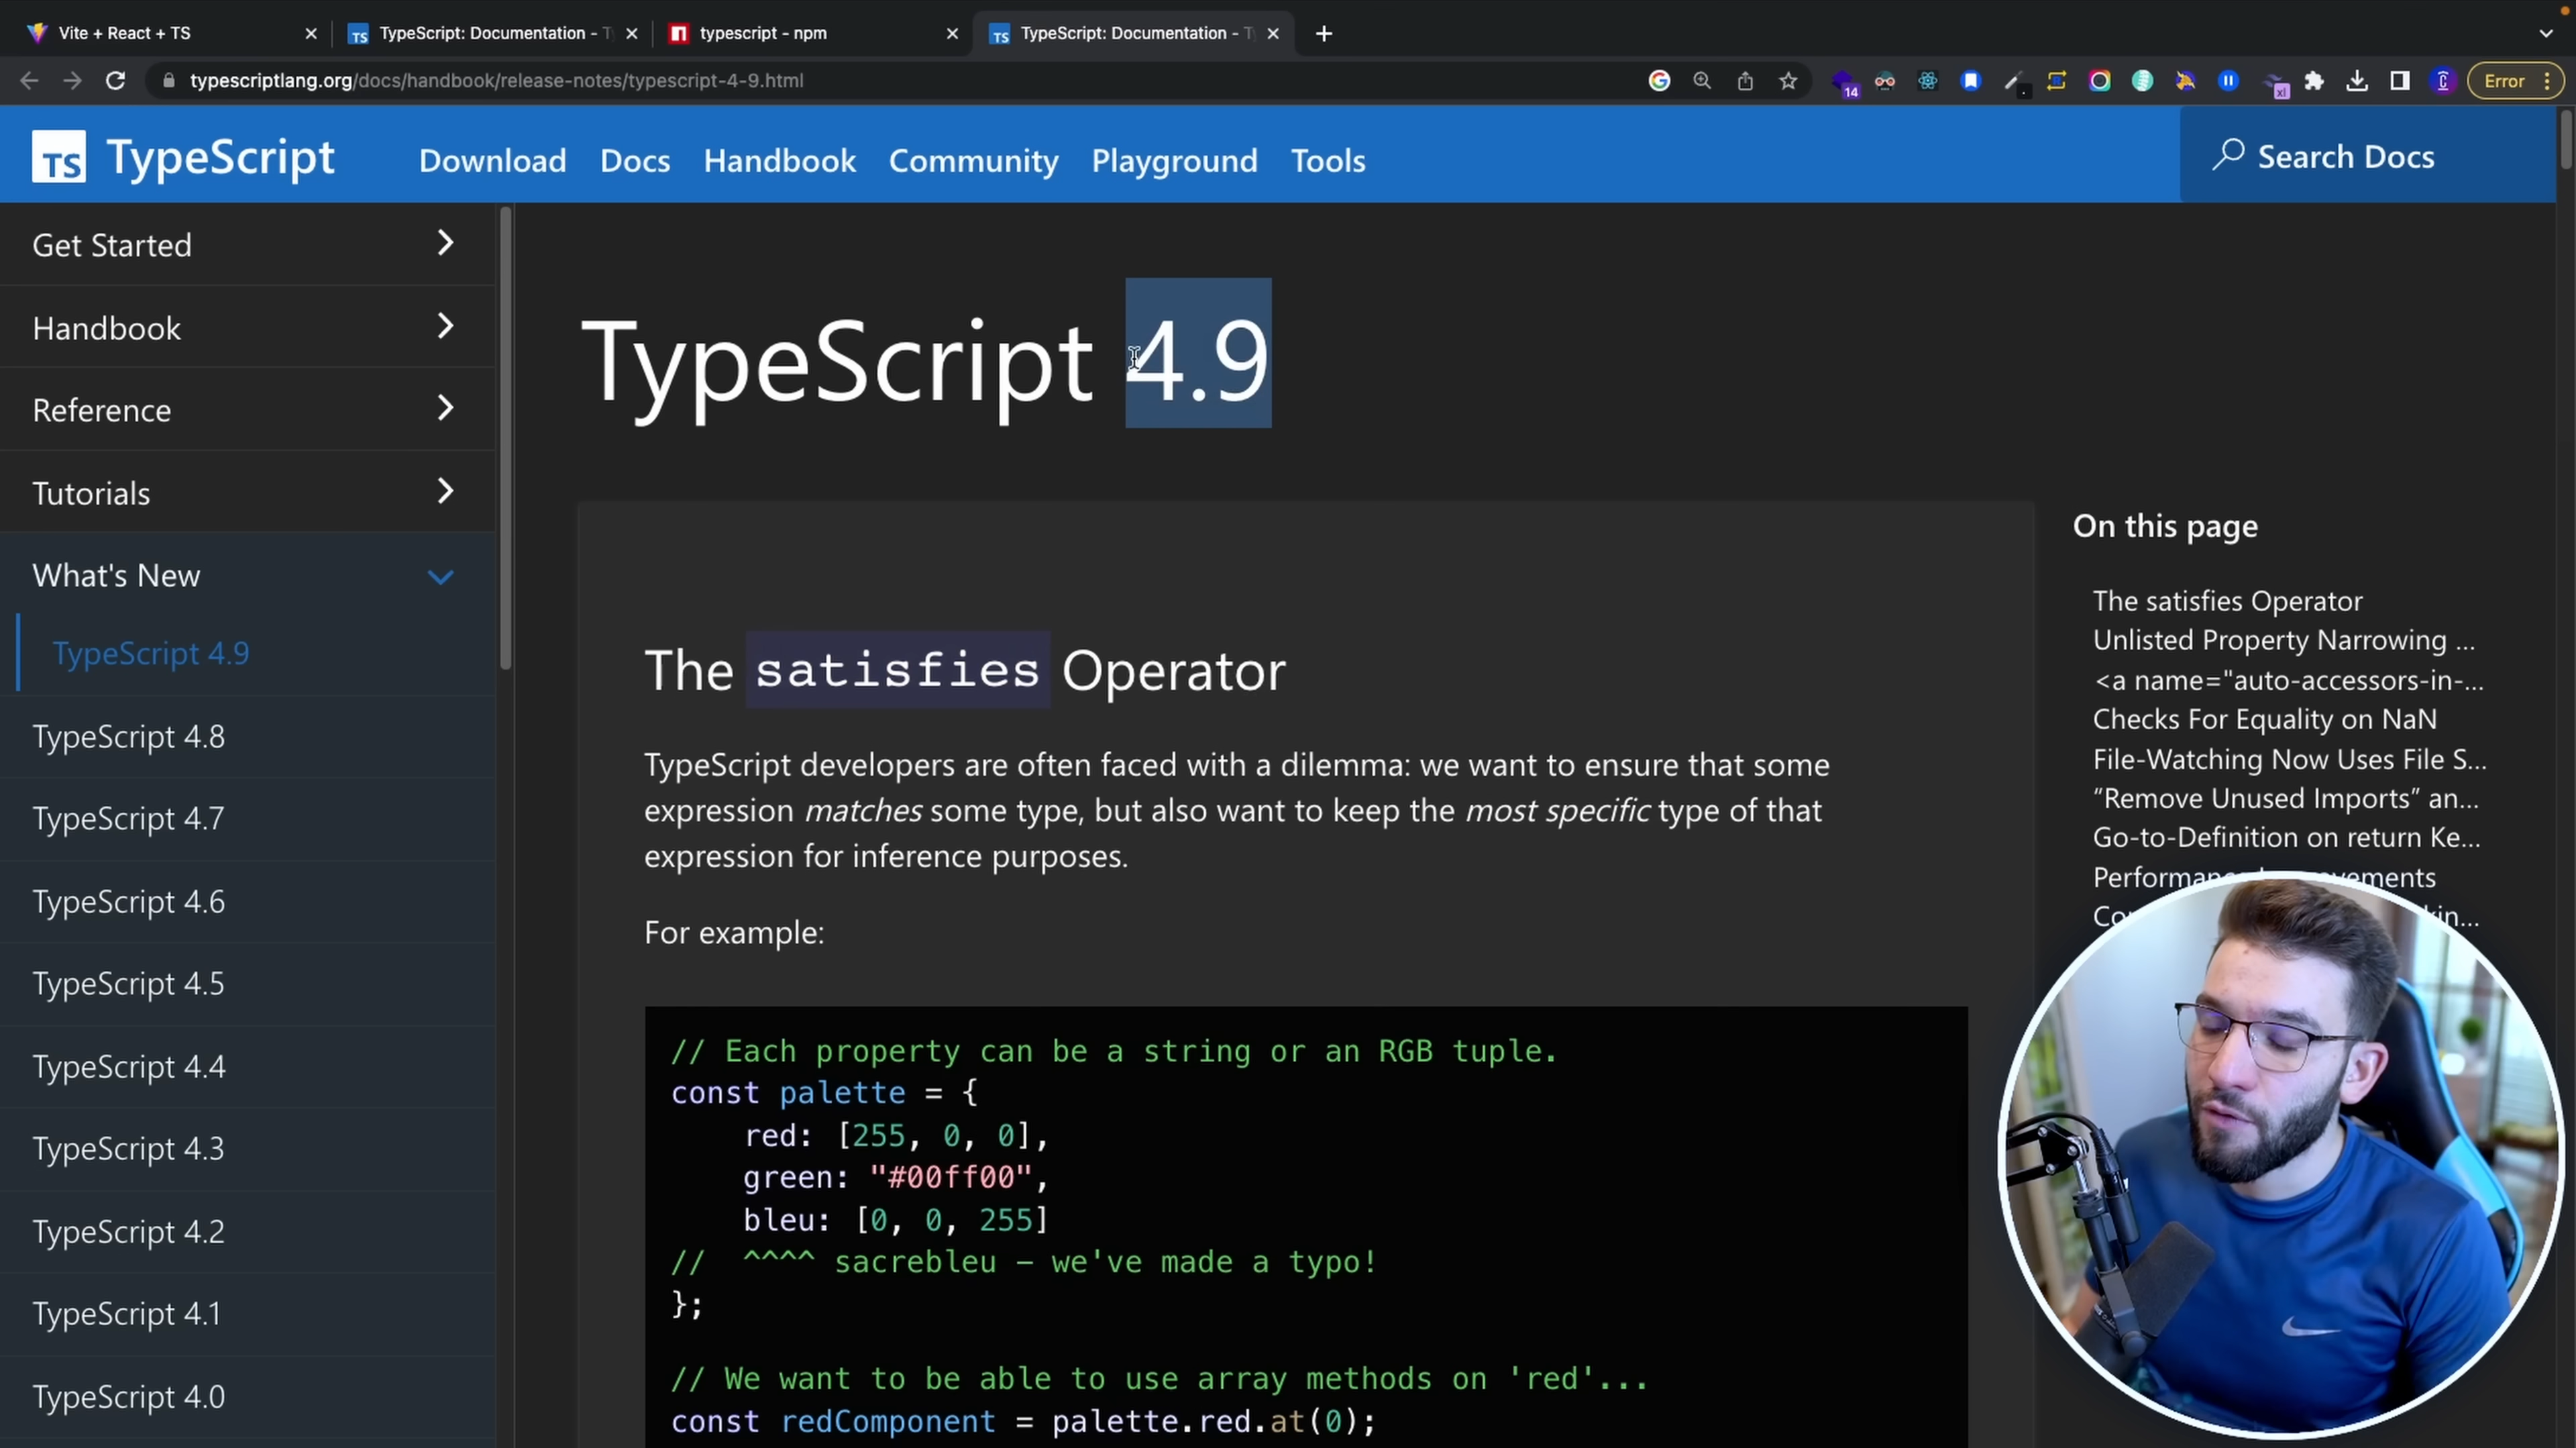 Vite + React + TS
TypeScript: Documentation - T
typescript - npm
TypeScript: Documentation - T
typescriptlang.org/docs/handbook/release-notes/typescript-4-9.html
14
xl
Error
TS TypeScript
Download
Docs
Handbook
Community
Playground
Tools
Search Docs
Get Started
Handbook
Reference
Tutorials
What's New
TypeScript 4.9
TypeScript 4.8
TypeScript 4.7
TypeScript 4.6
TypeScript 4.5
TypeScript 4.4
TypeScript 4.3
TypeScript 4.2
TypeScript 4.1
TypeScript 4.0
TypeScript 4.9
The satisfies Operator
TypeScript developers are often faced with a dilemma: we want to ensure that some
expression matches some type, but also want to keep the most specific type of that
expression for inference purposes.
For example:
// Each property can be a string or an RGB tuple.
const palette = {
    red: [255, 0, 0],
    green: "#00ff00",
    bleu: [0, 0, 255]
//  ^^^^ sacrebleu – we've made a typo!
};
// We want to be able to use array methods on 'red'...
const redComponent = palette.red.at(0);
On this page
The satisfies Operator
Unlisted Property Narrowing ...
<a name="auto-accessors-in-...
Checks For Equality on NaN
File-Watching Now Uses File S...
“Remove Unused Imports” an...
Go-to-Definition on return Ke...